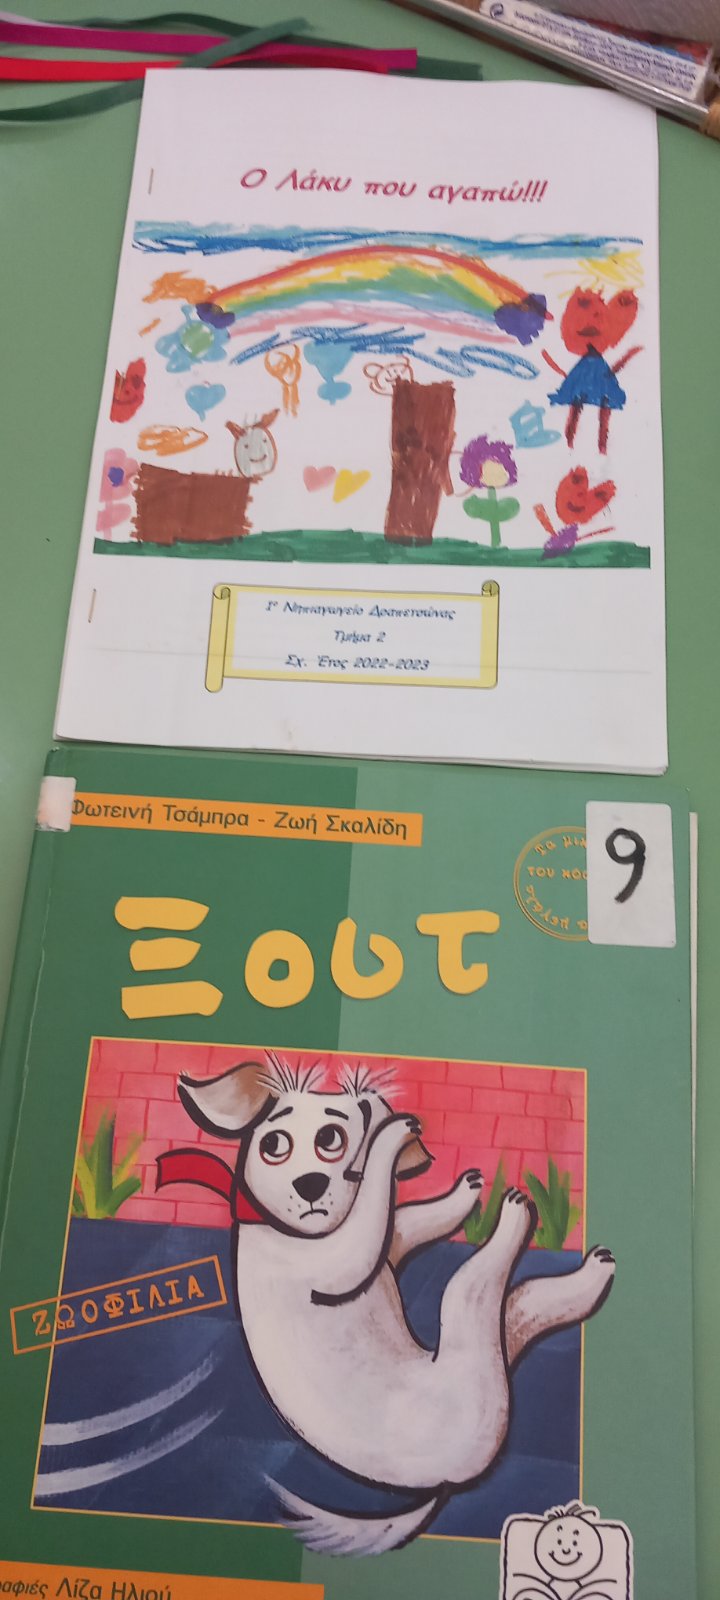 Ο Λάκυ που αγαπώ!!!
1ο Νηπιαγωγείο Δραπετσώνας
Τμήμα 2
Σχ. Έτος 2022-2023
Φωτεινή Τσάμπρα - Ζωή Σκαλίδη
9
του
Ξουτ
ΖΩΟΦΙΛΙΑ
Λίζα Ηλιού